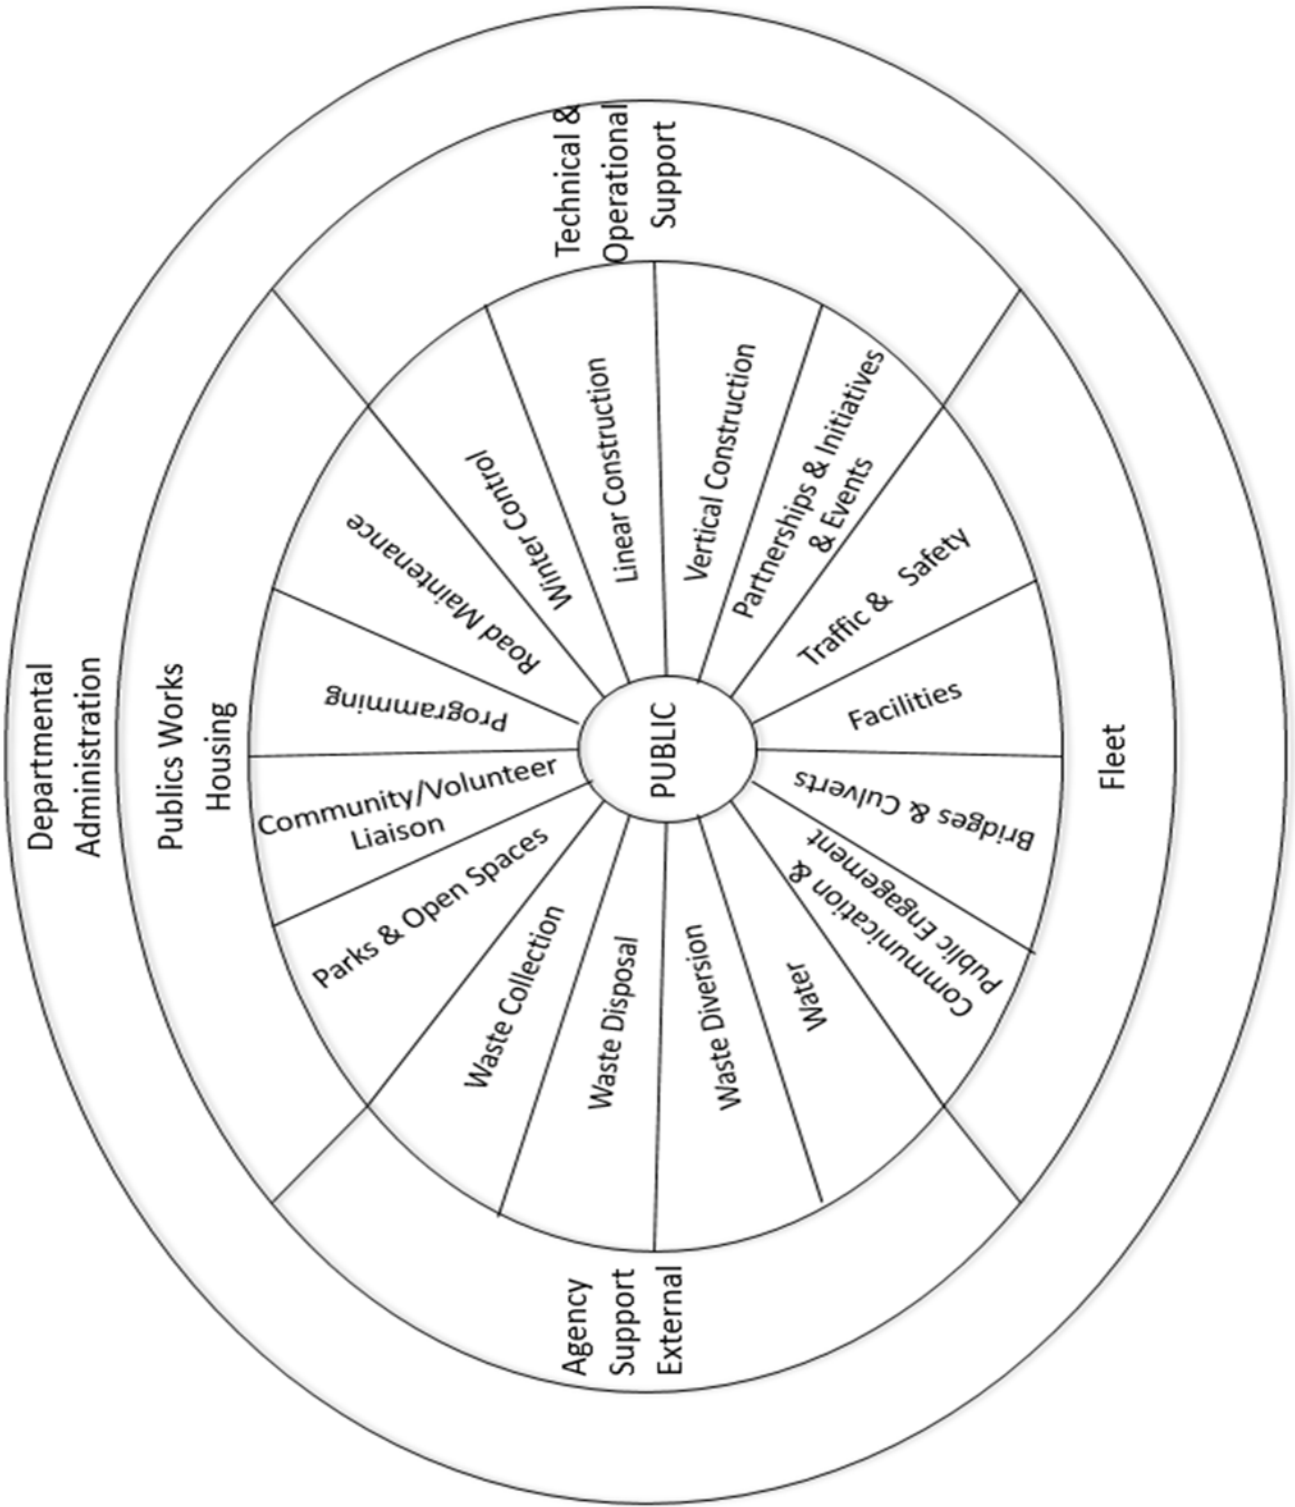 Departmental
Administration
Publics Works
Housing
Technical &
Operational
Support
Fleet
Agency
Support
External
PUBLIC
Winter Control
Linear Construction
Vertical Construction
Partnerships & Initiatives
& Events
Traffic & Safety
Facilities
Bridges & Culverts
Communication &
Public Engagement
Water
Waste Diversion
Waste Disposal
Waste Collection
Parks & Open Spaces
Community/Volunteer
Liaison
Programming
Road Maintenance